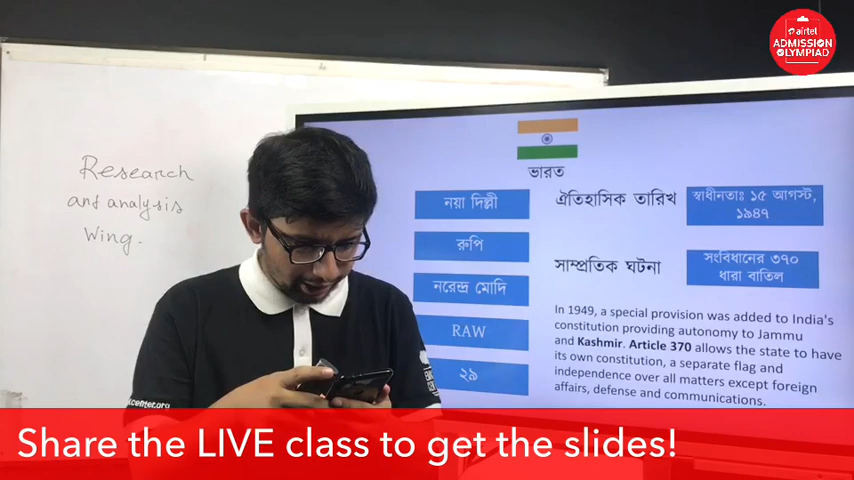 airtel
ADMISSION
OLYMPIAD
Research
and analysis
Wing.
ভারত
নয়া দিল্লী
রুপি
নরেন্দ্র মোদি
RAW
২৯
ঐতিহাসিক তারিখ
স্বাধীনতাঃ ১৫ আগস্ট,
১৯৪৭
সাম্প্রতিক ঘটনা
সংবিধানের ৩৭০
ধারা বাতিল
In 1949, a special provision was added to India's
constitution providing autonomy to Jammu
and Kashmir. Article 370 allows the state to have
its own constitution, a separate flag and
independence over all matters except foreign
affairs, defense and communications.
kcenter.org
Share the LIVE class to get the slides!